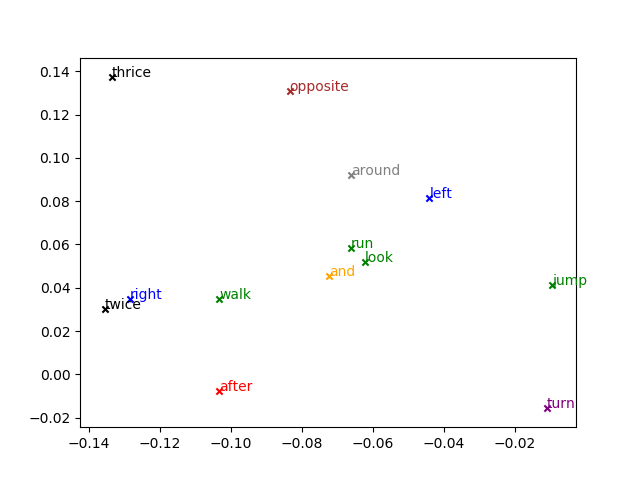 0.14
0.12
0.10
0.08
0.06
0.04
0.02
0.00
−0.02
−0.14
−0.12
−0.10
−0.08
−0.06
−0.04
−0.02
thrice
opposite
around
left
run
look
and
jump
right
walk
twice
after
turn